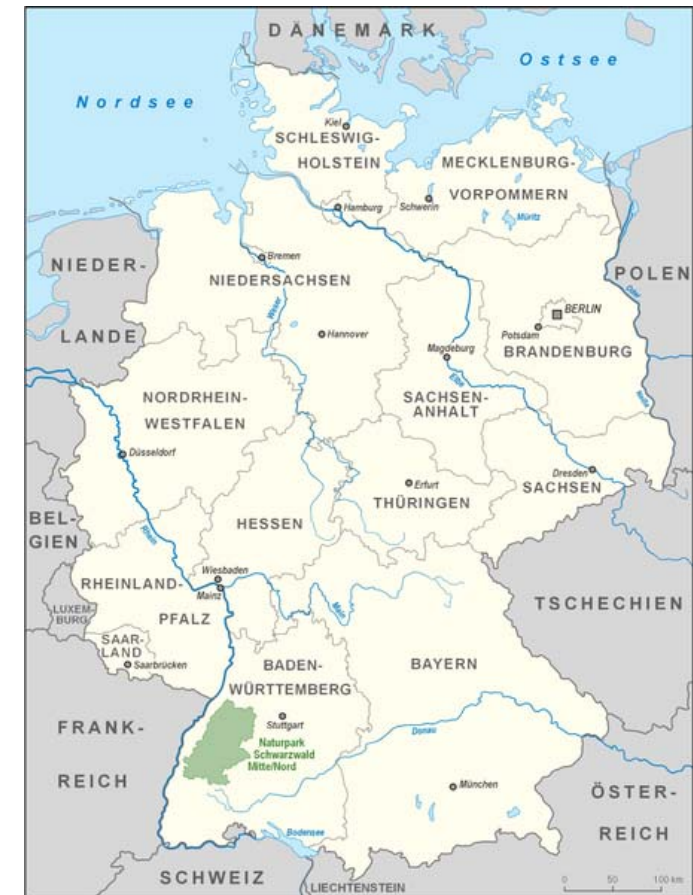 DÄNEMARK
Ostsee
Nordsee
Kiel
SCHLESWIG-
HOLSTEIN
MECKLENBURG-
VORPOMMERN
Hamburg
Schwerin
Müritz
NIEDER-
LANDE
Bremen
NIEDERSACHSEN
Weser
Hannover
POLEN
Oder
BERLIN
Potsdam
BRANDENBURG
Magdeburg
Elbe
SACHSEN-
ANHALT
Neiße
NORDRHEIN-
WESTFALEN
Düsseldorf
Dresden
SACHSEN
Erfurt
THÜRINGEN
HESSEN
BEL-
GIEN
Rhein
Wiesbaden
Mainz
RHEINLAND-
PFALZ
Main
TSCHECHIEN
LUXEM-
BURG
SAAR-
LAND
Saarbrücken
BADEN-
WÜRTTEMBERG
BAYERN
Stuttgart
FRANK-
REICH
Naturpark
Schwarzwald
Mitte/Nord
Donau
München
ÖSTER-
REICH
Bodensee
SCHWEIZ
LIECHTENSTEIN
0 50 100 km